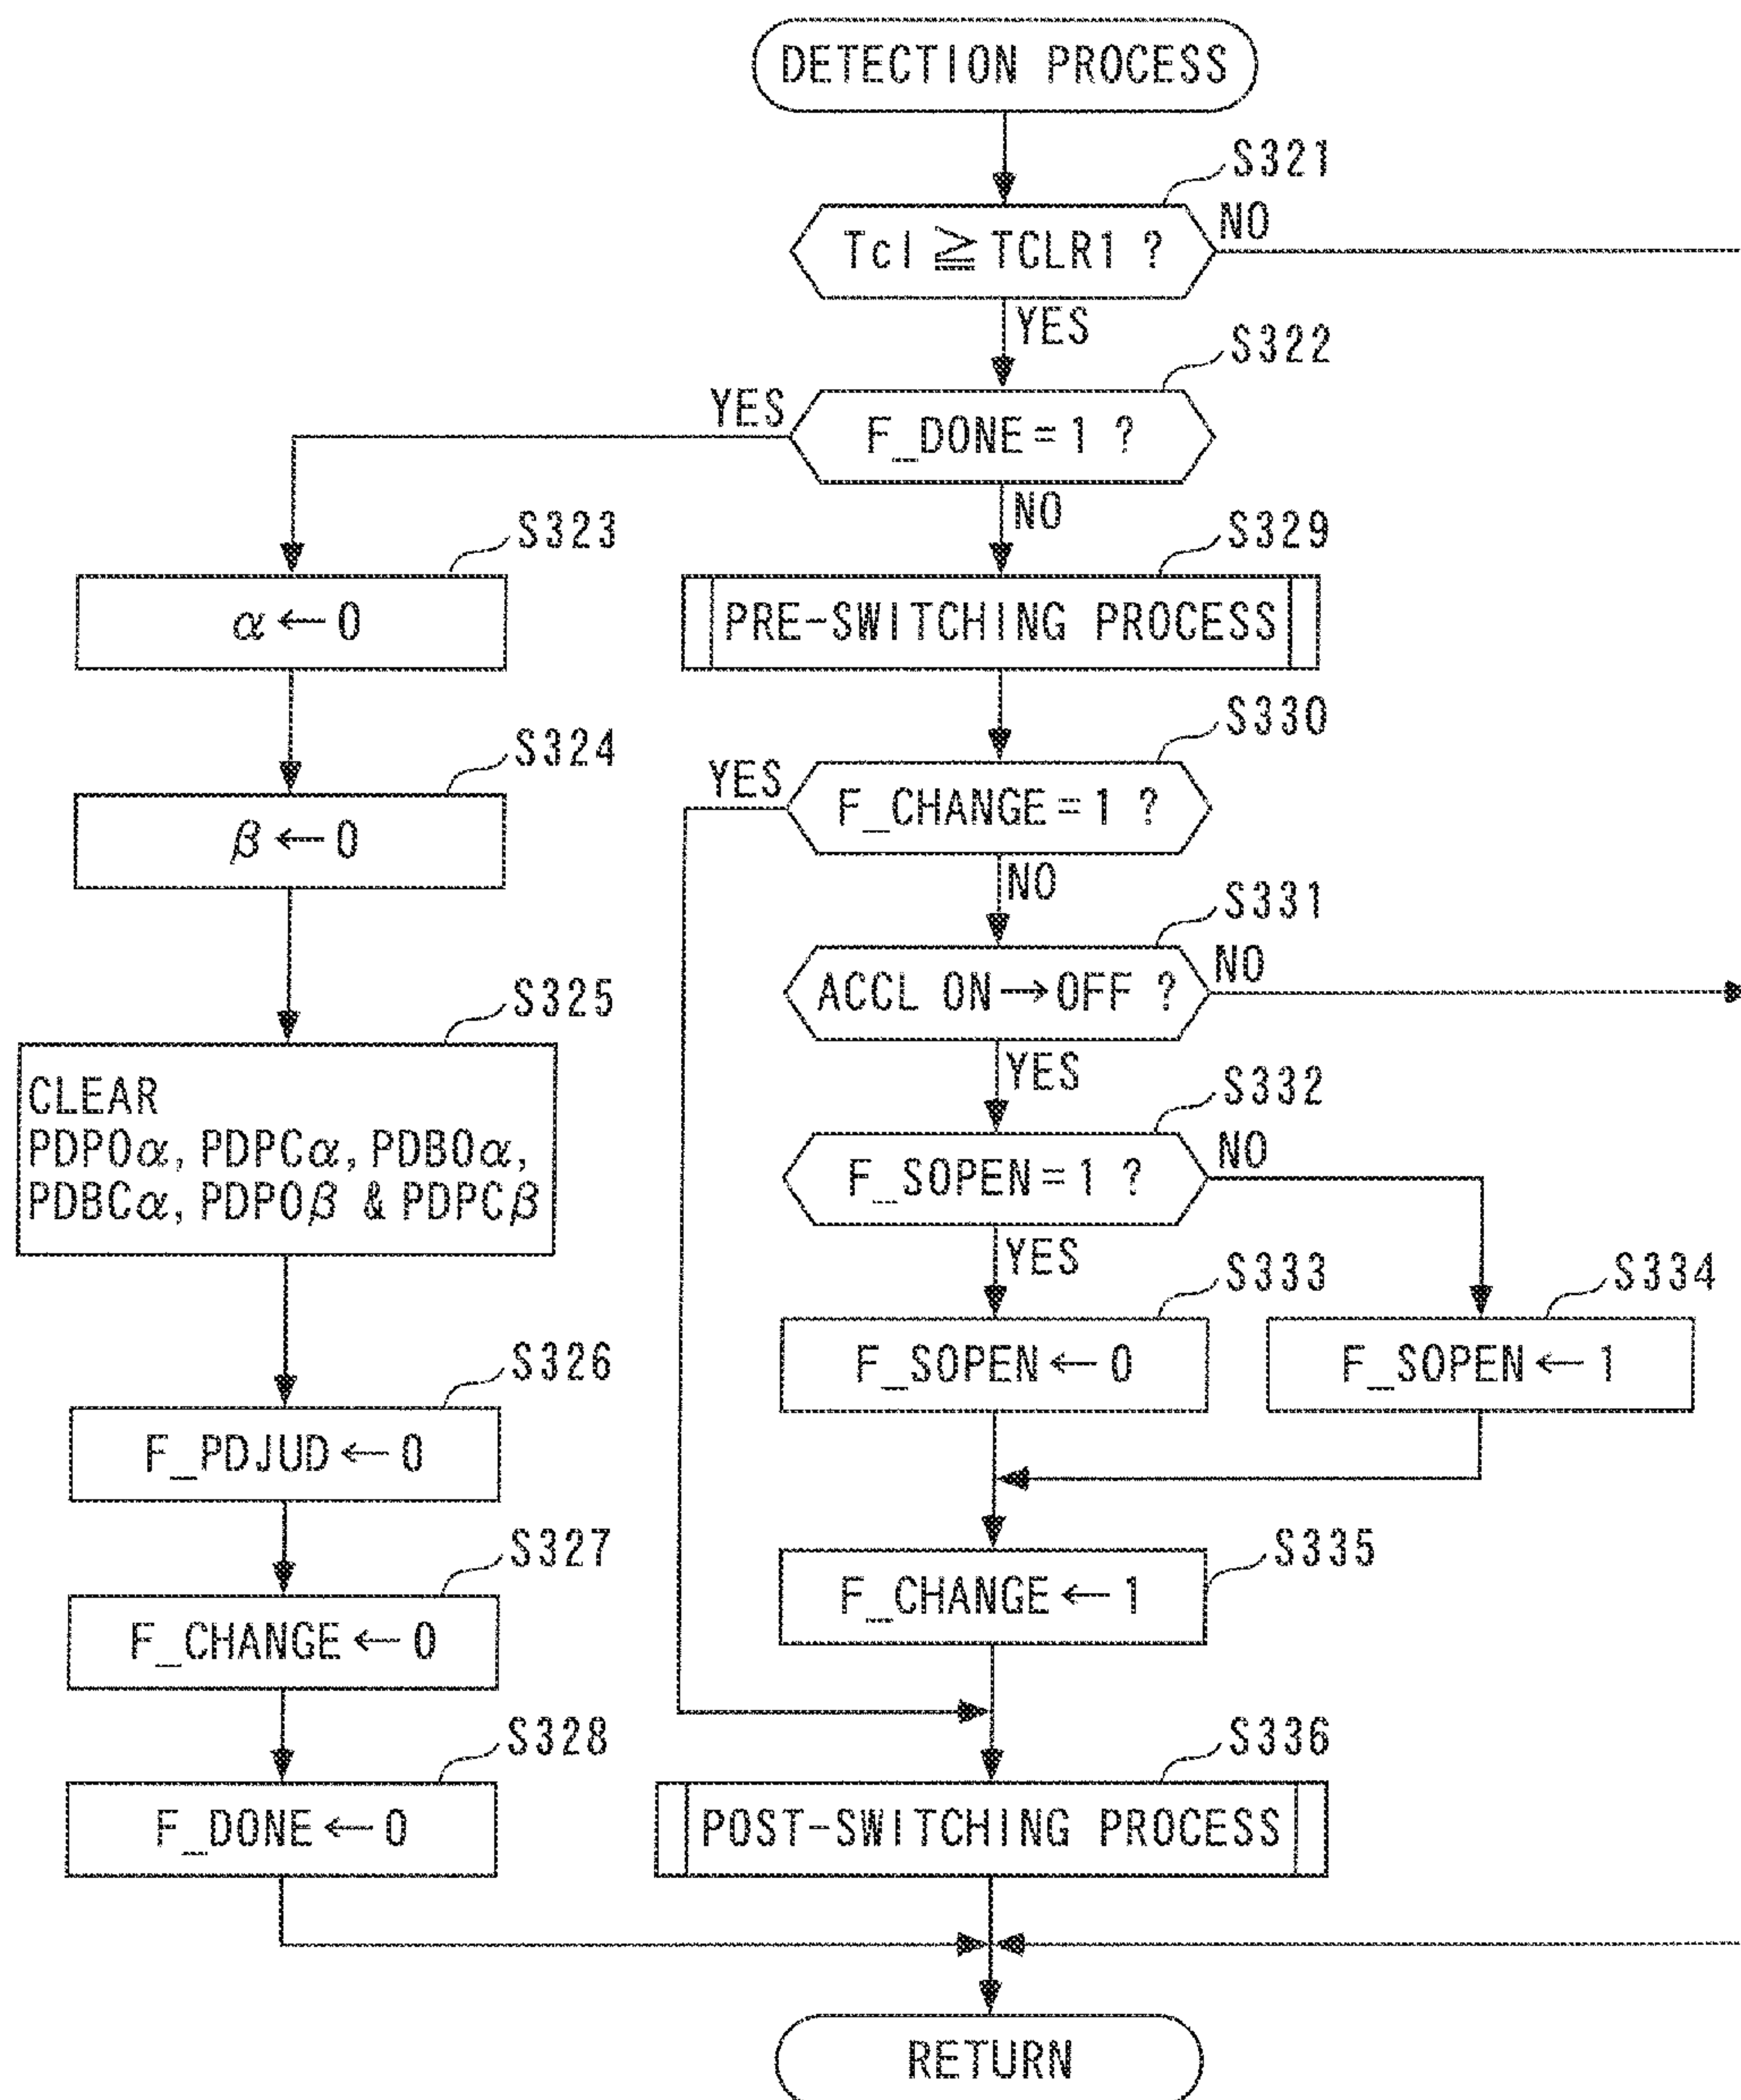 DETECTION PROCESS
S321
Tcl ≧ TCLR1 ?
NO
YES
S322
F_DONE = 1 ?
YES
NO
S323
α ← 0
S324
β ← 0
S325
CLEAR
PDPOα, PDPCα, PDBOα,
PDBCα, PDPOβ & PDPCβ
S326
F_PDJUD ← 0
S327
F_CHANGE ← 0
S328
F_DONE ← 0
S329
PRE-SWITCHING PROCESS
S330
F_CHANGE = 1 ?
YES
NO
S331
ACCL ON → OFF ?
NO
YES
S332
F_SOPEN = 1 ?
NO
YES
S333
F_SOPEN ← 0
S334
F_SOPEN ← 1
S335
F_CHANGE ← 1
S336
POST-SWITCHING PROCESS
RETURN